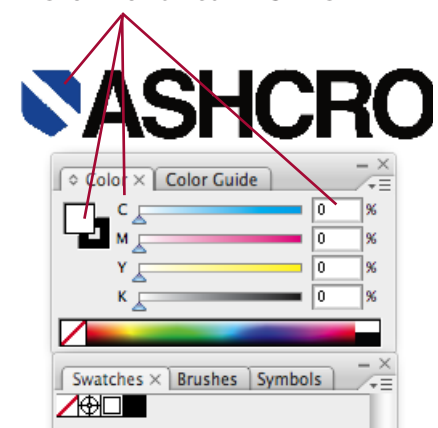 ASHCRO
Color Color Guide
C 0 %
M 0 %
Y 0 %
K 0 %
Swatches Brushes Symbols